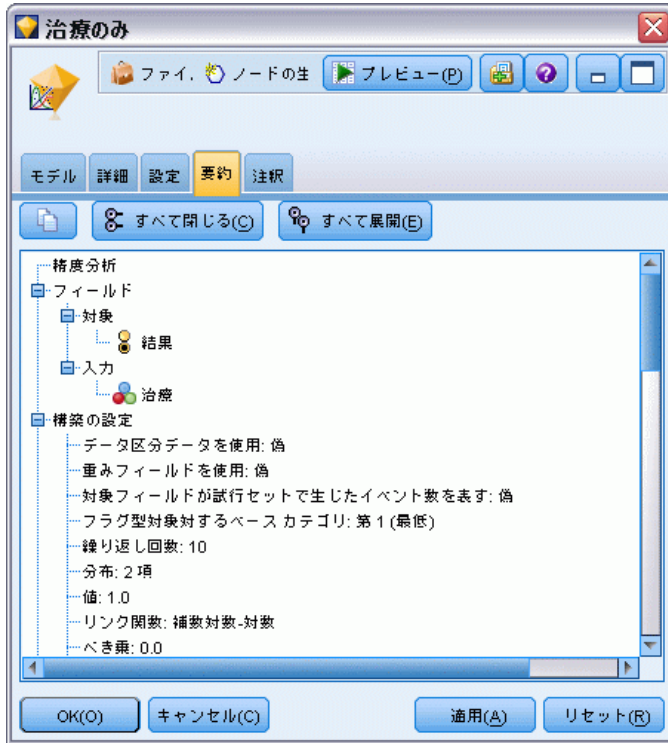 治療のみ
ファイ. ノードの生 プレビュー(P)
モデル 詳細 設定 要約 注釈
すべて閉じる(C) すべて展開(E)
精度分析
フィールド
対象
結果
入力
治療
構築の設定
データ区分データを使用: 偽
重みフィールドを使用: 偽
対象フィールドが試行セットで生じたイベント数を表す: 偽
フラグ型対象対するベース カテゴリ: 第 1 (最低)
繰り返し回数: 10
分布: 2 項
値: 1.0
リンク関数: 補数対数-対数
べき乗: 0.0
OK(O) キャンセル(C) 適用(A) リセット(R)